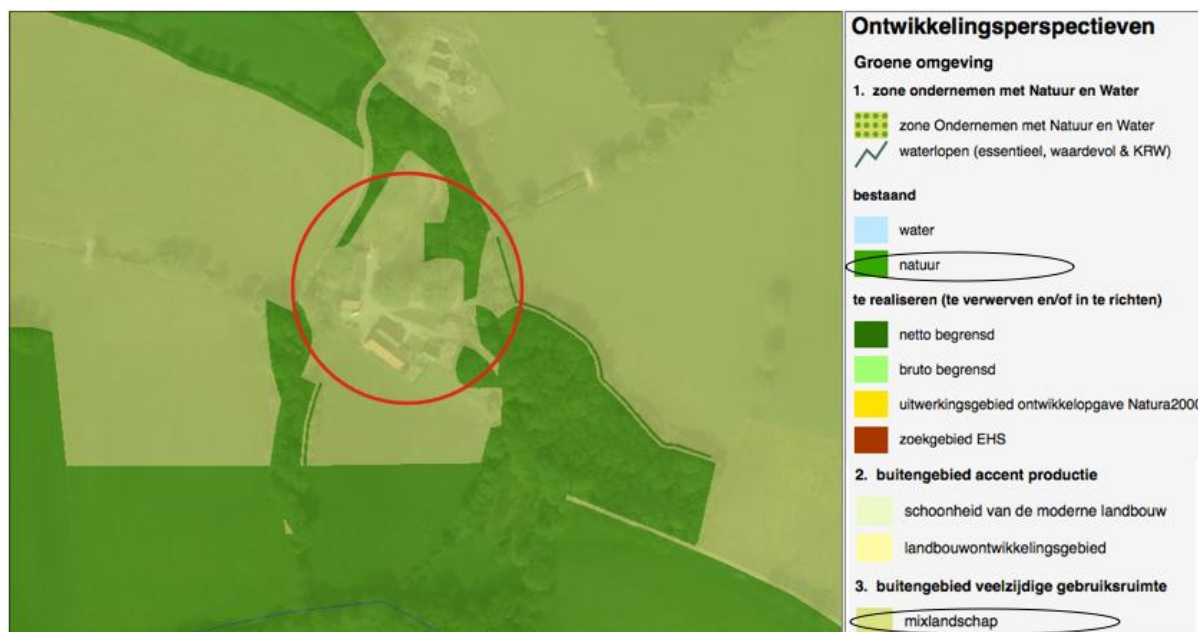 Ontwikkelingsperspectieven
Groene omgeving
1. zone ondernemen met Natuur en Water
zone Ondernemen met Natuur en Water
waterlopen (essentieel, waardevol & KRW)
bestaand
water
natuur
te realiseren (te verwerven en/of in te richten)
netto begrensd
bruto begrensd
uitwerkingsgebied ontwikkelopgave Natura2000
zoekgebied EHS
2. buitengebied accent productie
schoonheid van de moderne landbouw
landbouwontwikkelingsgebied
3. buitengebied veelzijdige gebruiksruimte
mixlandschap